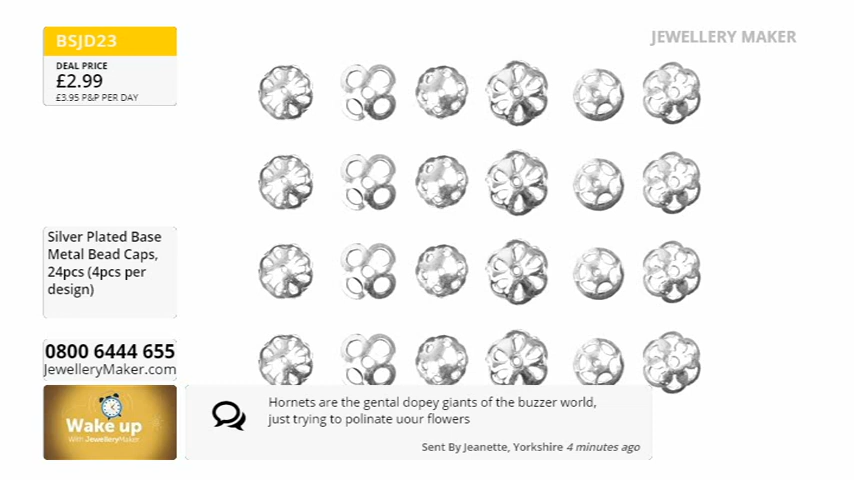 BSJD23
DEAL PRICE
£2.99
£3.95 P&P PER DAY
JEWELLERY MAKER
Silver Plated Base
Metal Bead Caps,
24pcs (4pcs per
design)
0800 6444 655
JewelleryMaker.com
Wake up
With JewelleryMaker
Hornets are the gental dopey giants of the buzzer world,
just trying to polinate uour flowers
Sent By Jeanette, Yorkshire 4 minutes ago